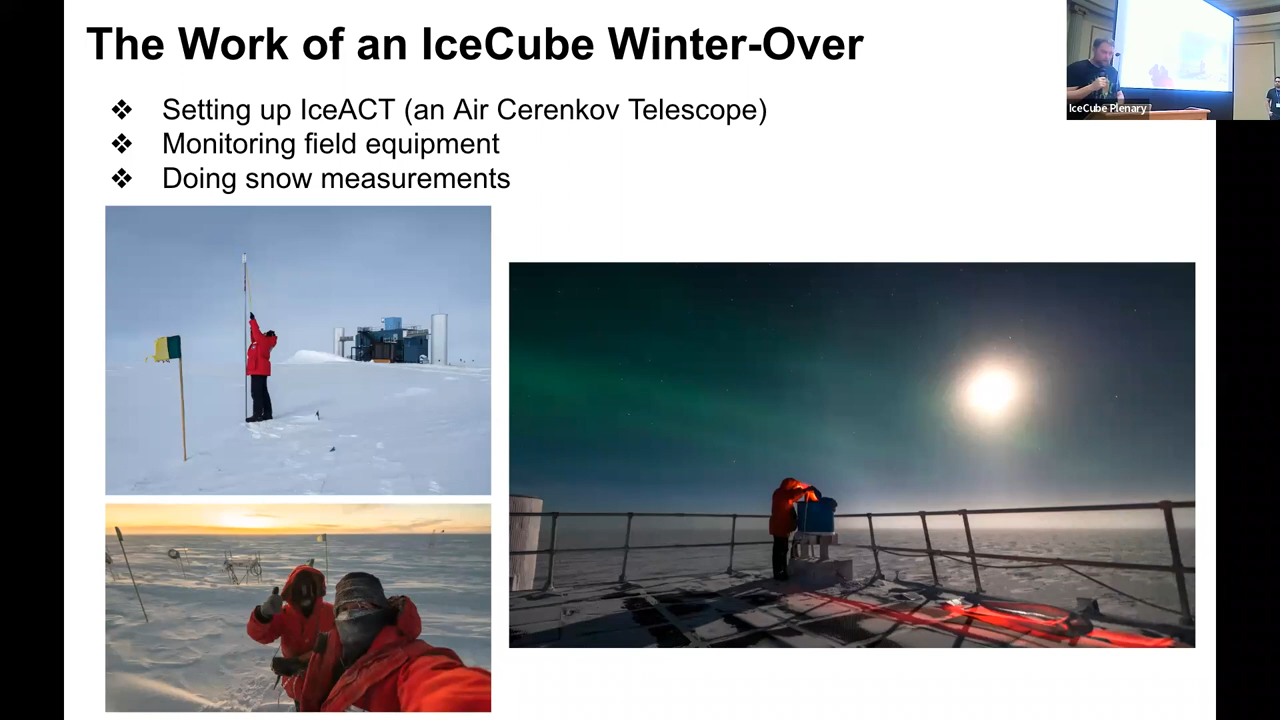 The Work of an IceCube Winter-Over
❖ Setting up IceACT (an Air Cerenkov Telescope)
❖ Monitoring field equipment
❖ Doing snow measurements
IceCube Plenary